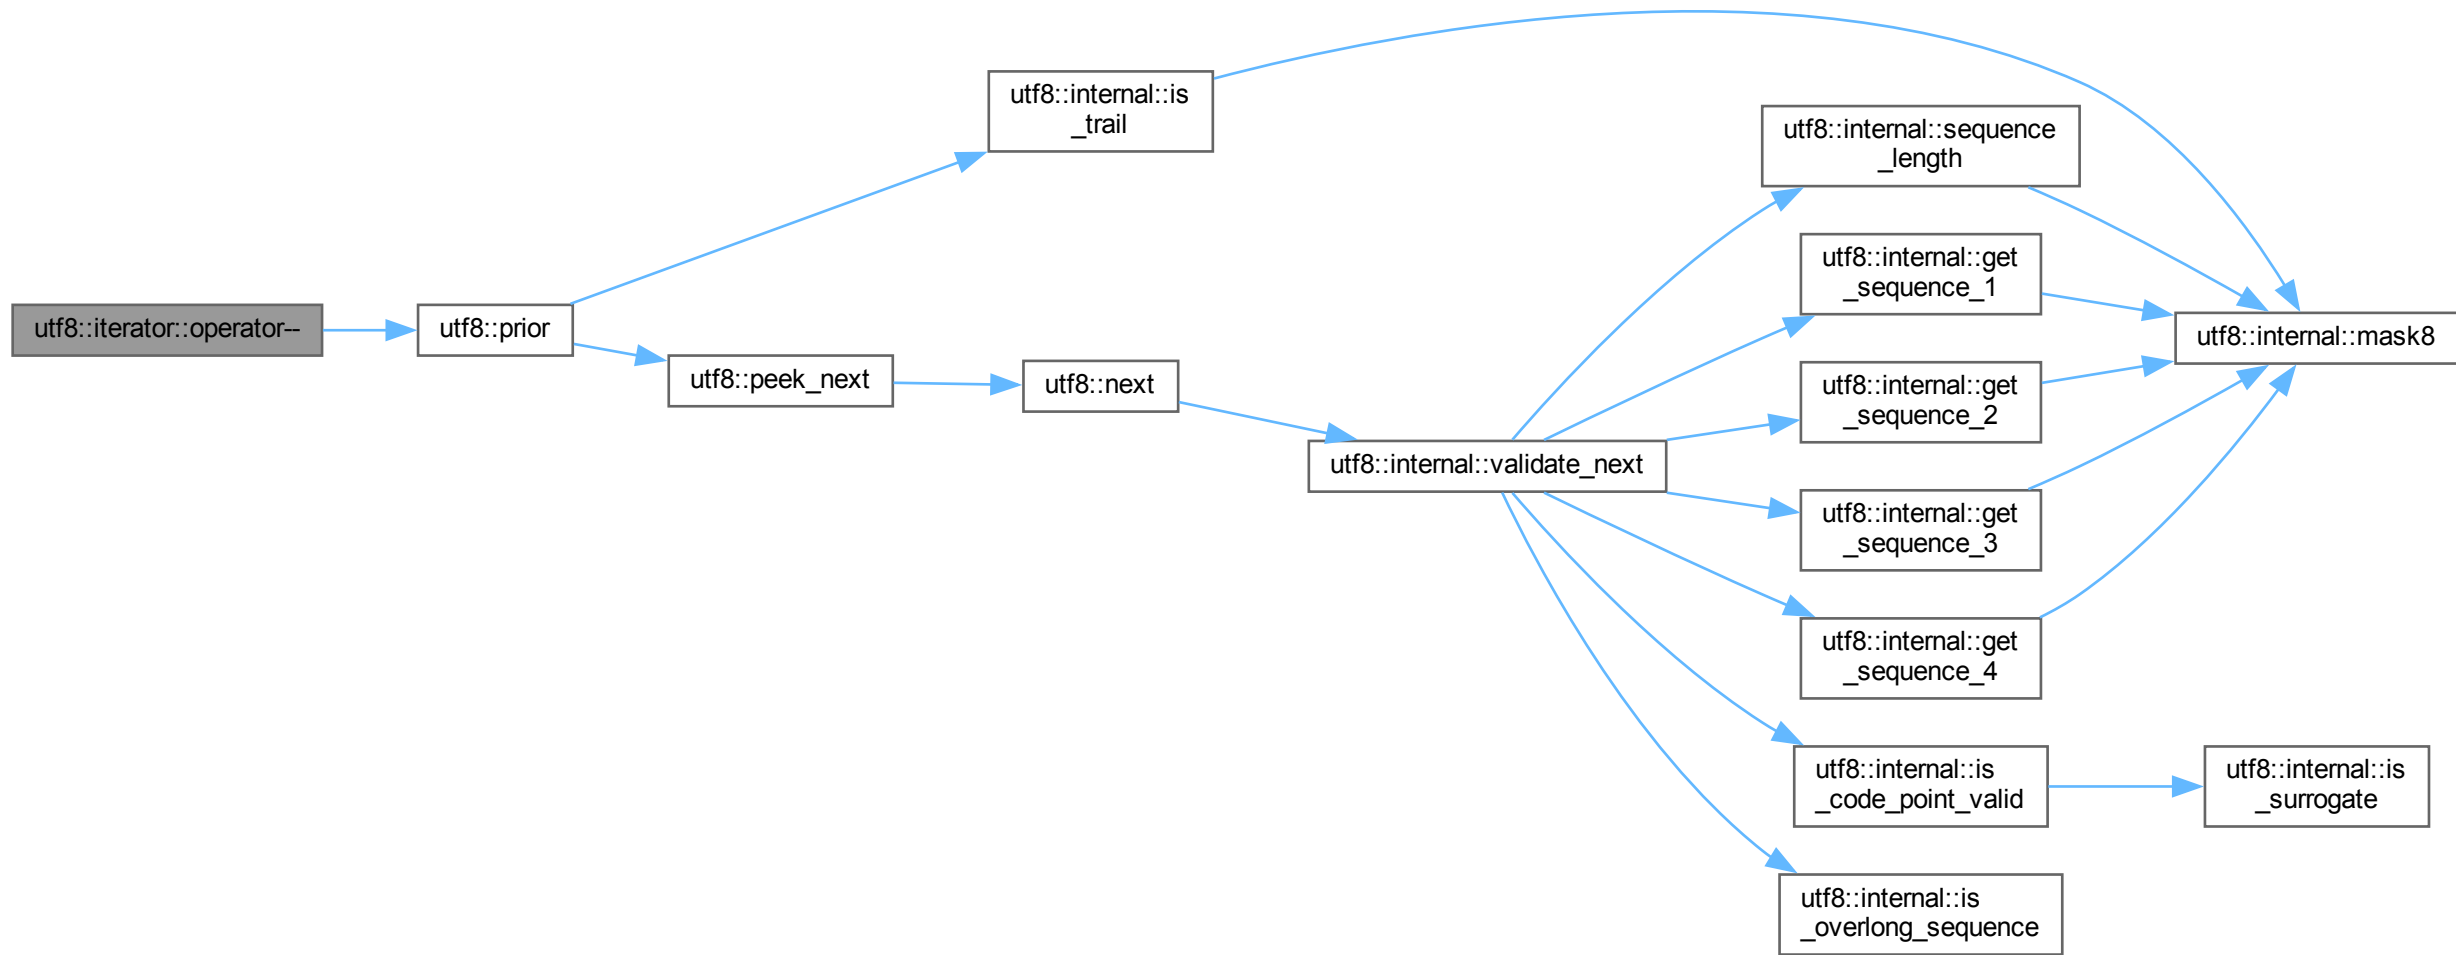 utf8::iterator::operator--
utf8::prior
utf8::internal::is
_trail
utf8::peek_next
utf8::next
utf8::internal::validate_next
utf8::internal::sequence
_length
utf8::internal::get
_sequence_1
utf8::internal::get
_sequence_2
utf8::internal::get
_sequence_3
utf8::internal::get
_sequence_4
utf8::internal::is
_code_point_valid
utf8::internal::is
_overlong_sequence
utf8::internal::mask8
utf8::internal::is
_surrogate